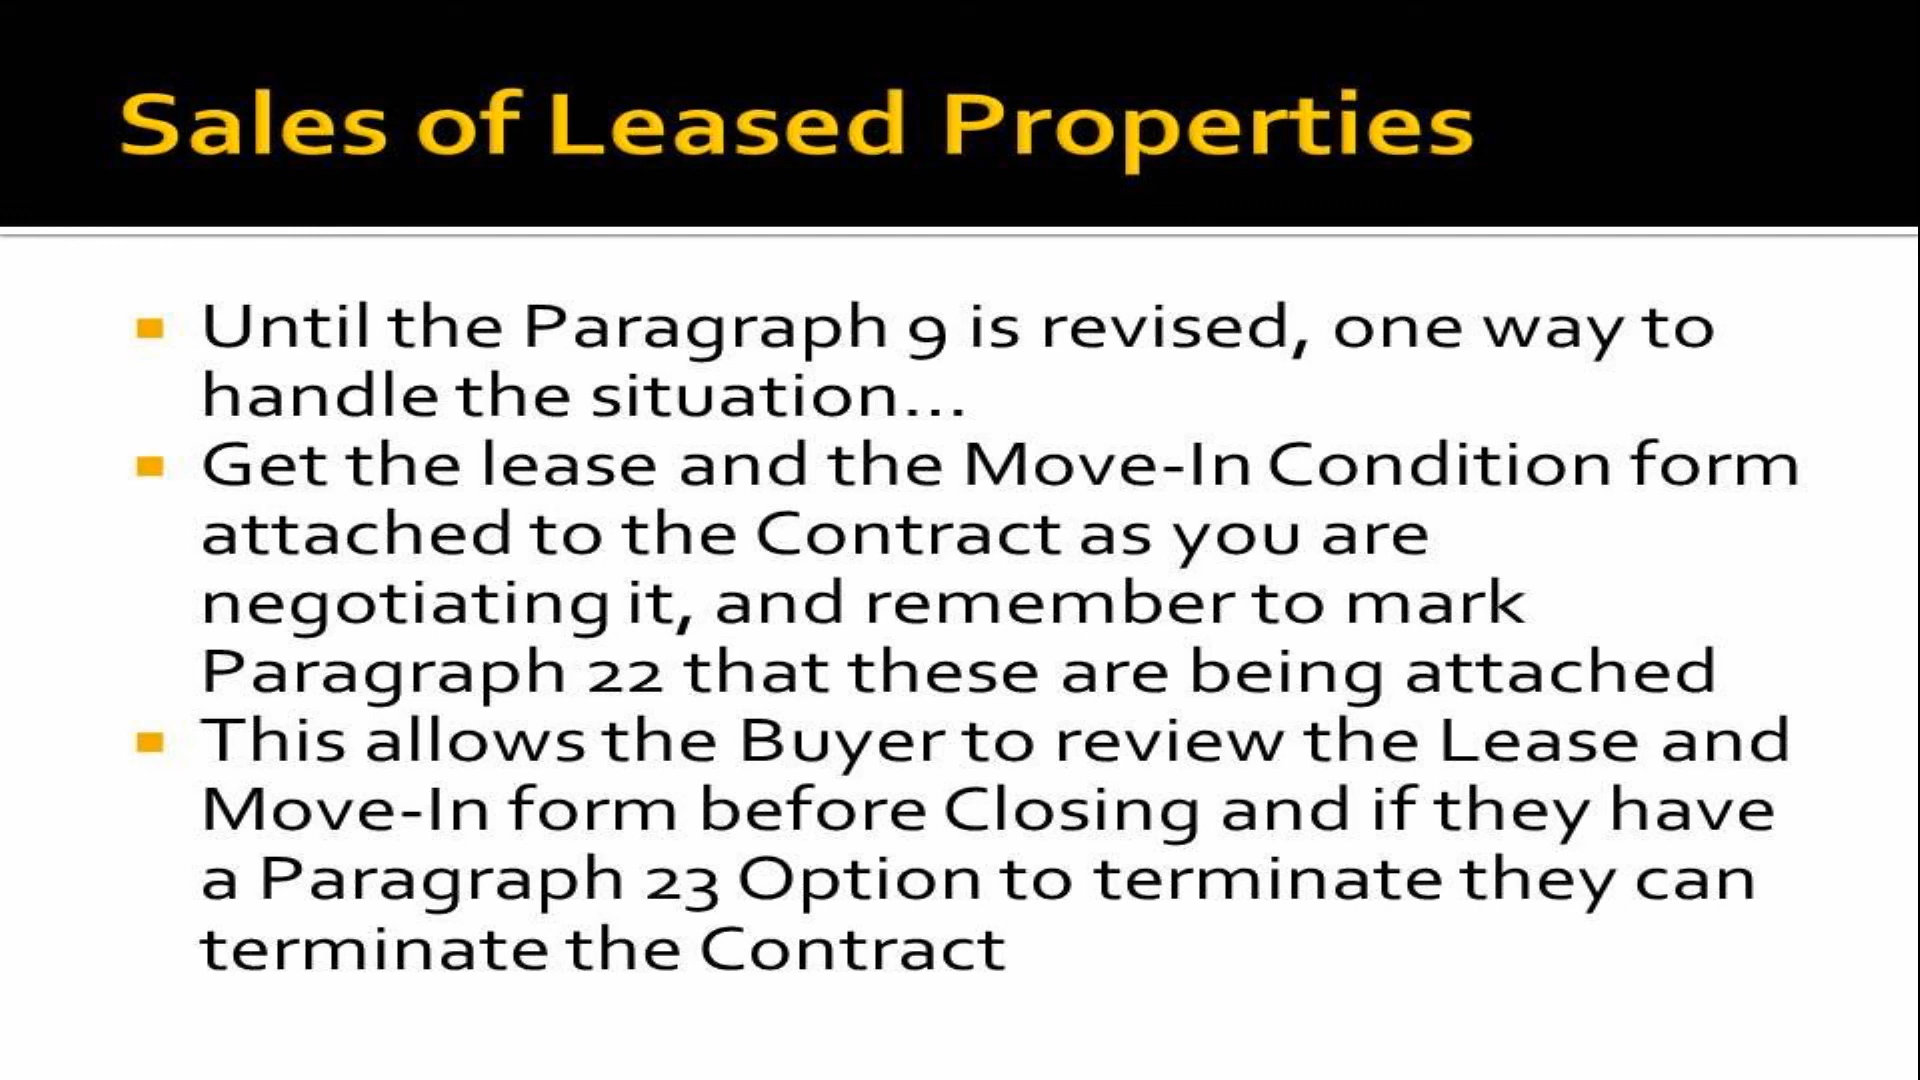 Sales of Leased Properties
Until the Paragraph 9 is revised, one way to
handle the situation...
Get the lease and the Move-In Condition form
attached to the Contract as you are
negotiating it, and remember to mark
Paragraph 22 that these are being attached
This allows the Buyer to review the Lease and
Move-In form before Closing and if they have
a Paragraph 23 Option to terminate they can
terminate the Contract